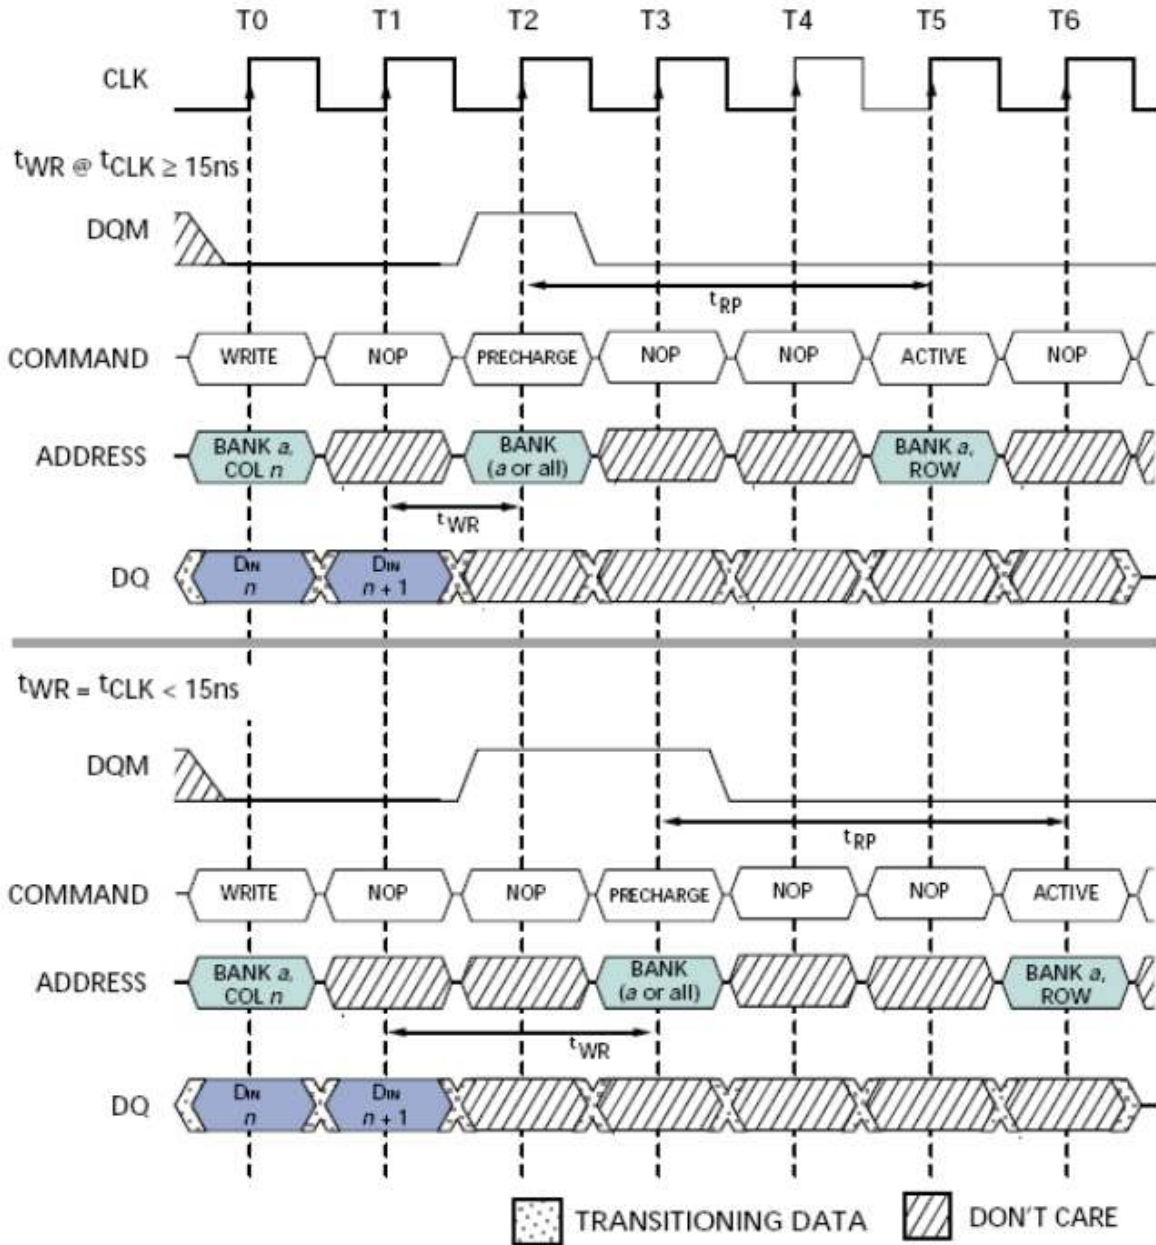 T0 T1 T2 T3 T4 T5 T6
CLK
tWR @ tCLK ≥ 15ns
DQM
tRP
COMMAND WRITE NOP PRECHARGE NOP NOP ACTIVE NOP
ADDRESS BANK a, COL n BANK (a or all) BANK a, ROW
tWR
DQ DIN n DIN n + 1
tWR = tCLK < 15ns
DQM
tRP
COMMAND WRITE NOP NOP PRECHARGE NOP NOP ACTIVE
ADDRESS BANK a, COL n BANK (a or all) BANK a, ROW
tWR
DQ DIN n DIN n + 1
TRANSITIONING DATA DON'T CARE